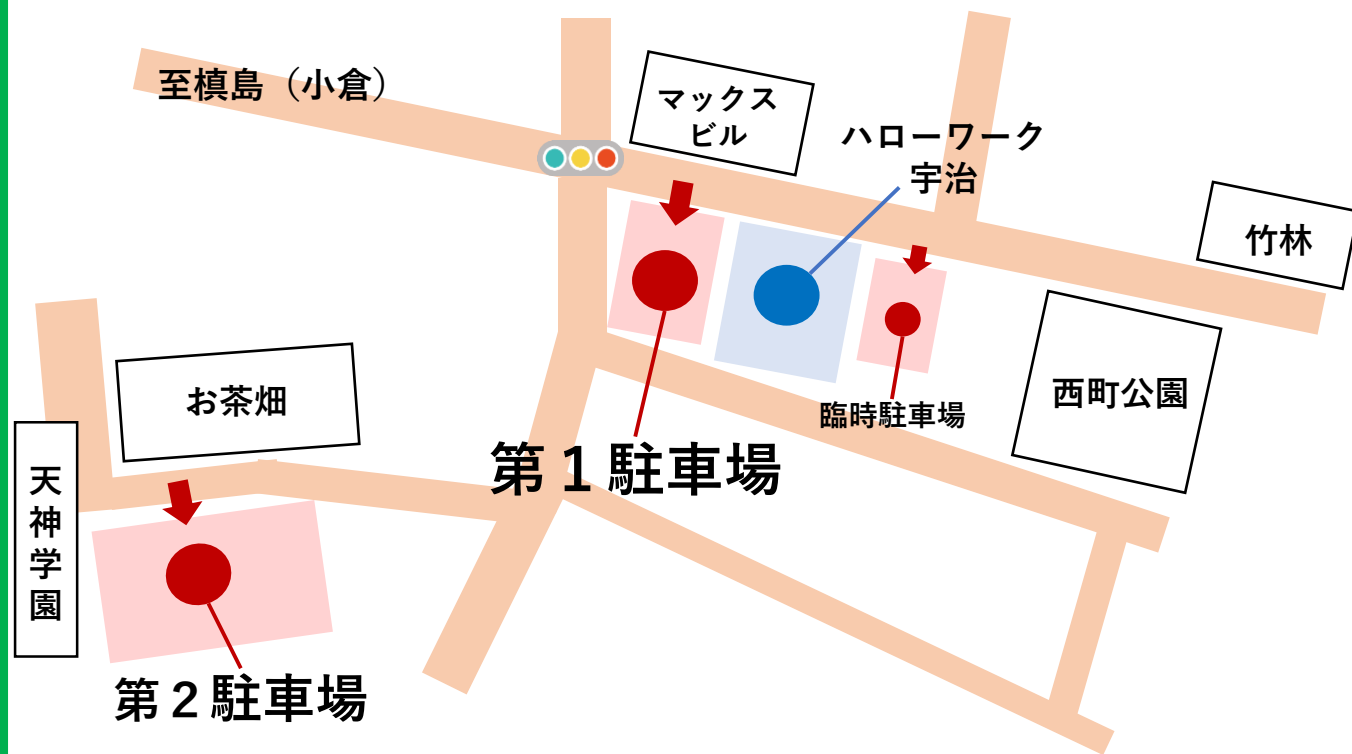 至槙島（小倉）
マックス
ビル
ハローワーク
宇治
竹林
お茶畑
西町公園
臨時駐車場
第１駐車場
天神学園
第２駐車場